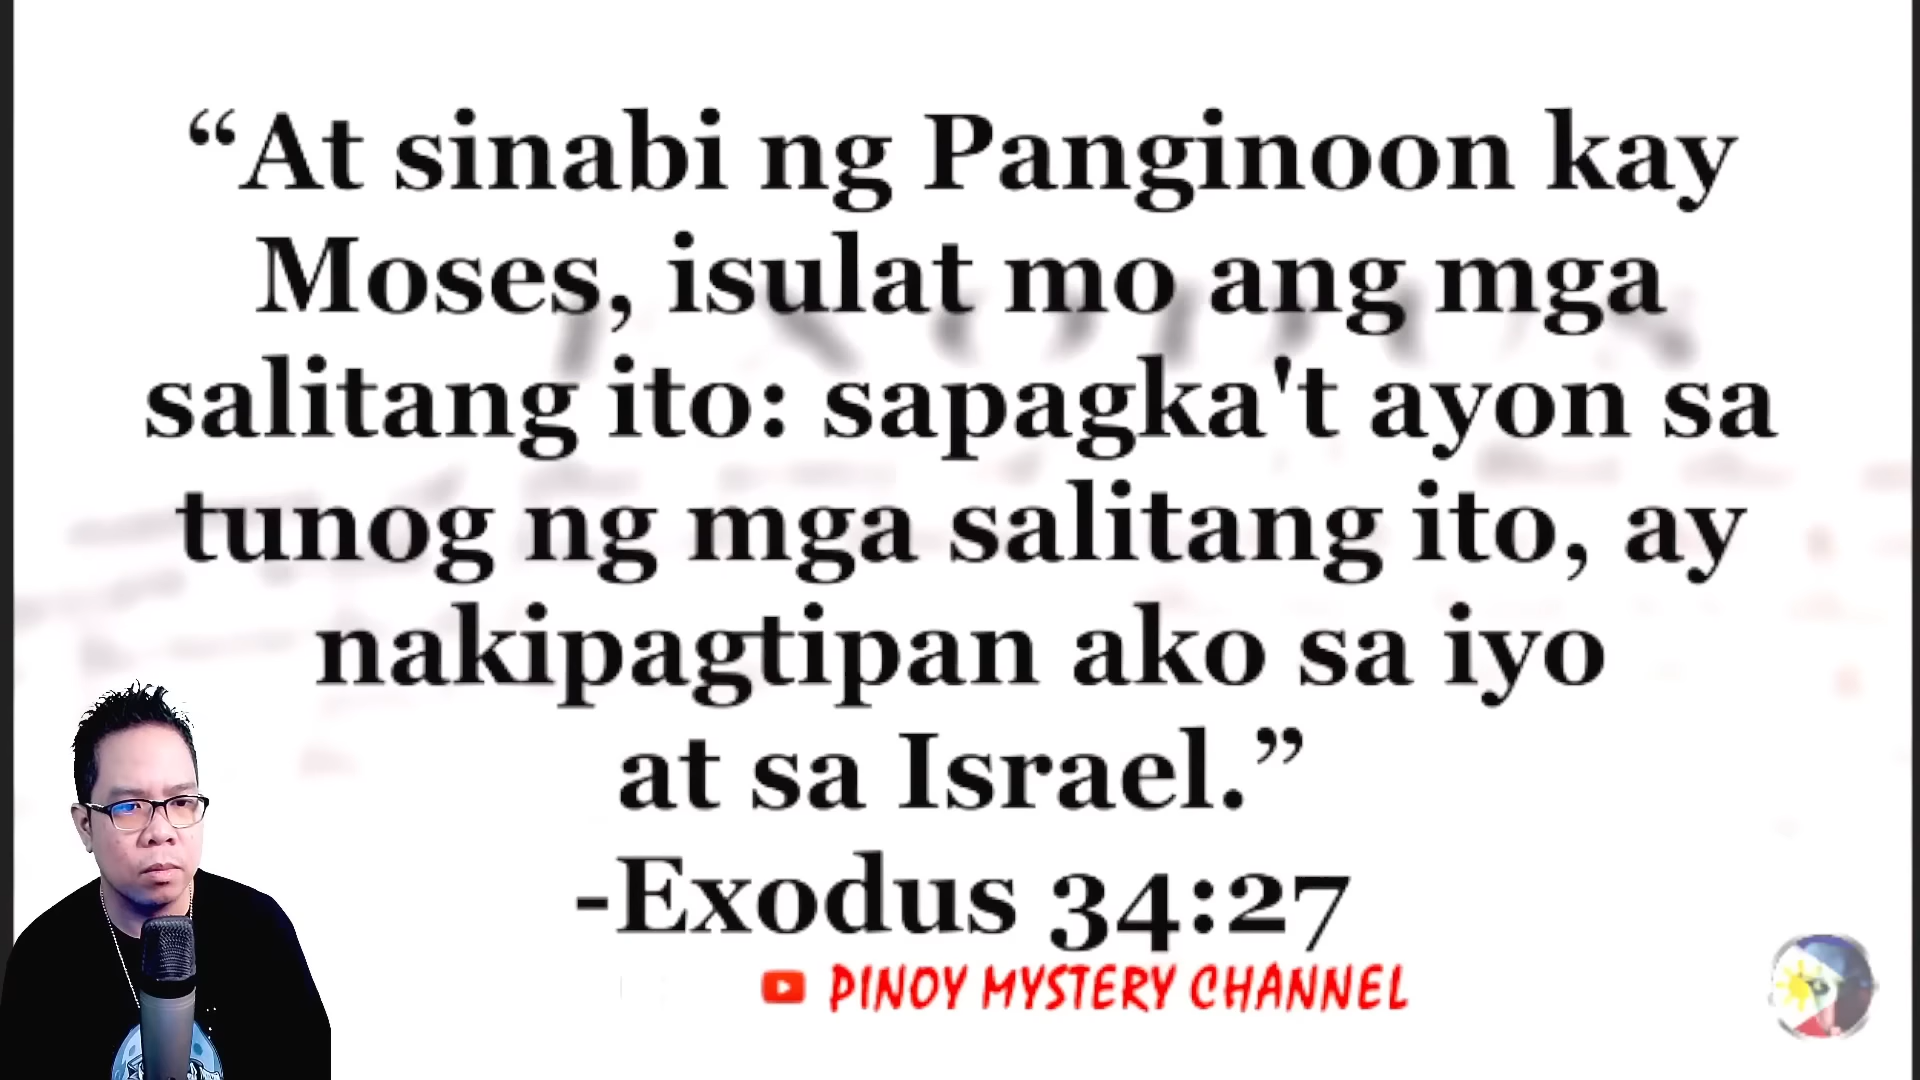 “At sinabi ng Panginoon kay
Moses, isulat mo ang mga
salitang ito: sapagka't ayon sa
tunog ng mga salitang ito, ay
nakipagtipan ako sa iyo
at sa Israel.”
-Exodus 34:27
PINOY MYSTERY CHANNEL